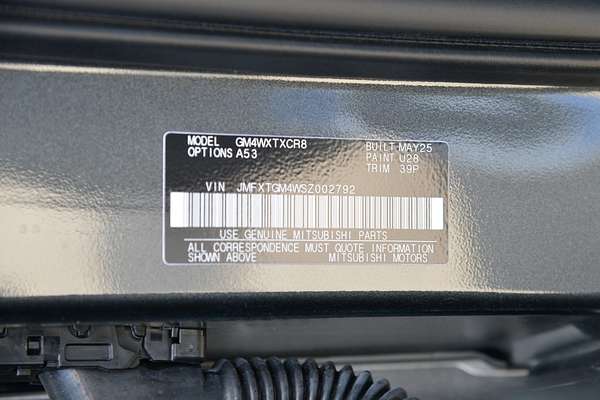 MODEL GM4WXTXCR8 BUILT MAY25
OPTIONS A53 PAINT U28
TRIM 39P
VIN JMFXTGM4WSZ002792
USE GENUINE MITSUBISHI PARTS
ALL CORRESPONDENCE MUST QUOTE INFORMATION
SHOWN ABOVE MITSUBISHI MOTORS